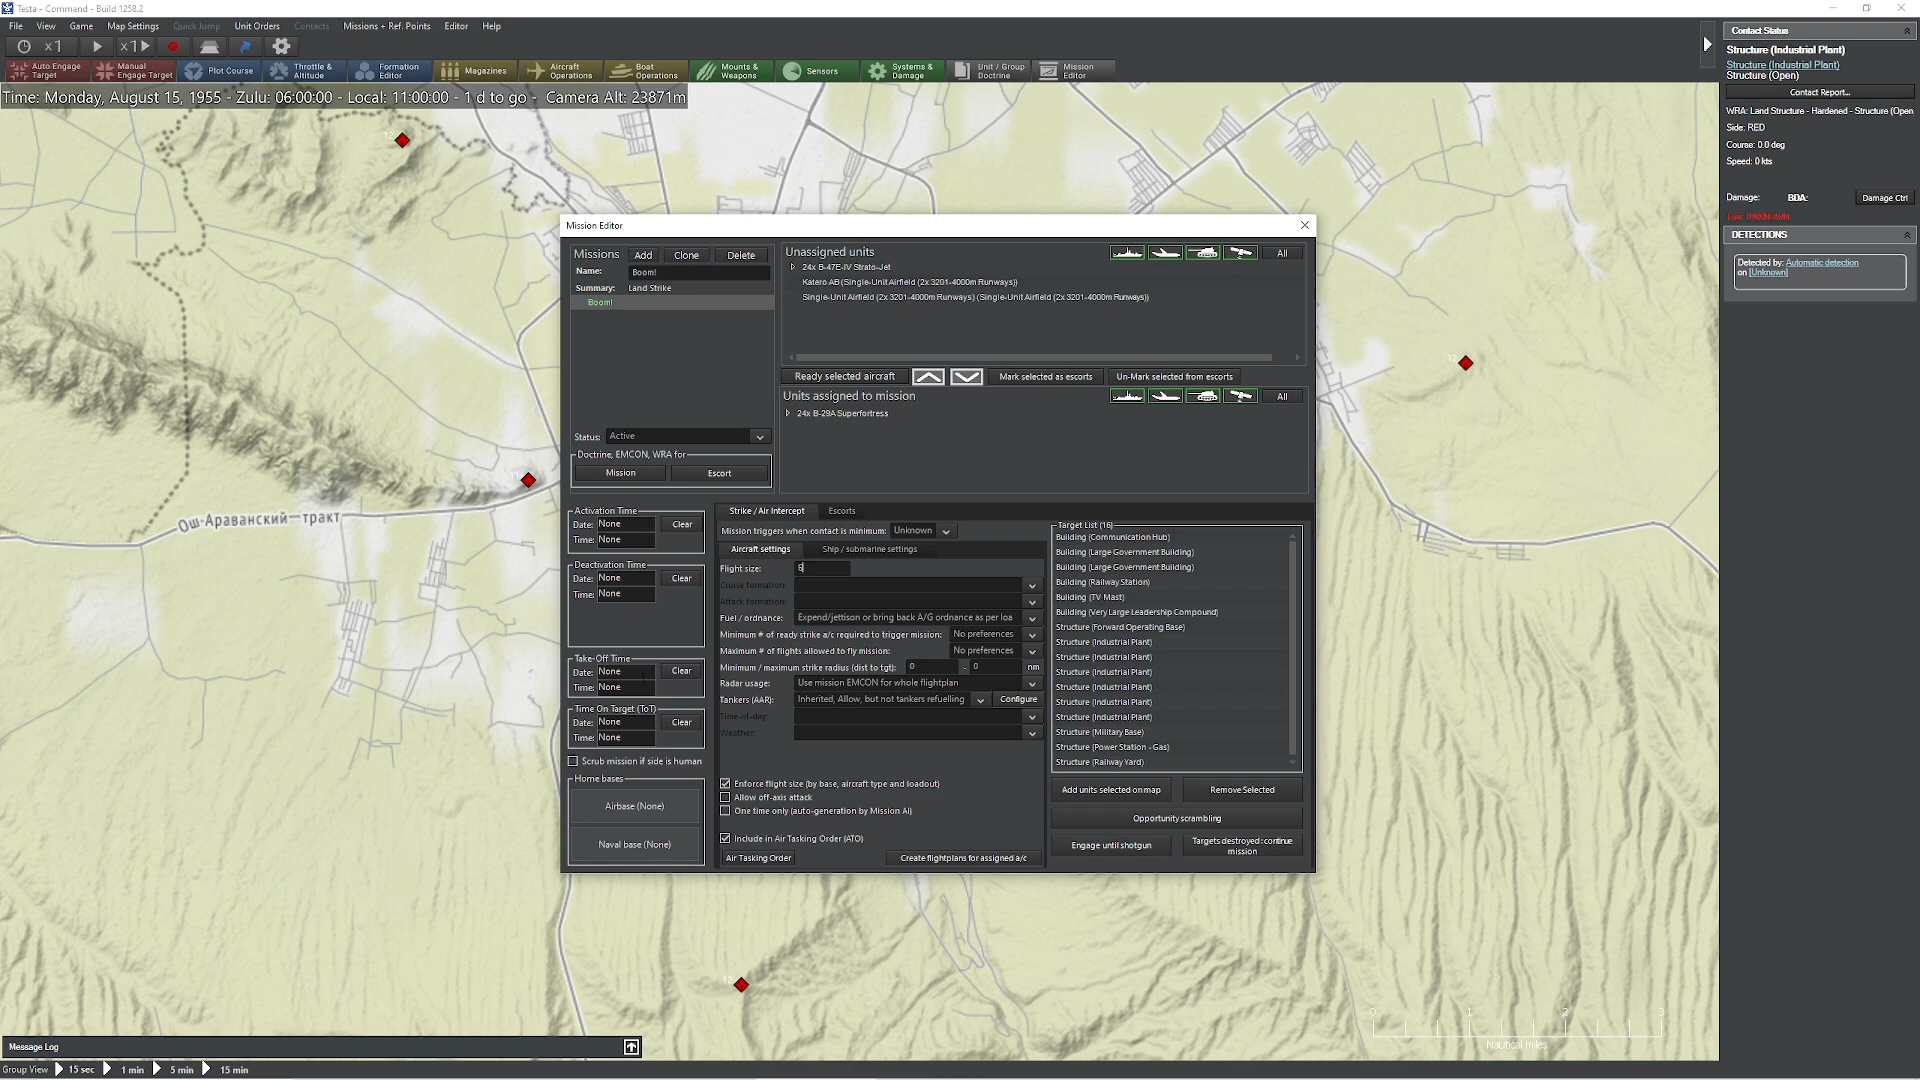 Testa - Command - Build 1258.2
File View Game Map Settings Quick Jump Unit Orders Contacts Missions + Ref. Points Editor Help
x1 x1
Auto Engage Target
Manual Engage Target
Plot Course
Throttle & Altitude
Formation Editor
Magazines
Aircraft Operations
Boat Operations
Mounts & Weapons
Sensors
Systems & Damage
Unit / Group Doctrine
Mission Editor
Time: Monday, August 15, 1955 - Zulu: 06:00:00 - Local: 11:00:00 - 1 d to go - Camera Alt: 23871m
Ош-Араванский тракт
Mission Editor
Missions Add Clone Delete
Name: Boom!
Summary: Land Strike
Boom!
Status: Active
Doctrine, EMCON, WRA for
Mission Escort
Unassigned units All
24x B-47E-IV Strato-Jet
Katero AB (Single-Unit Airfield (2x 3201-4000m Runways))
Single-Unit Airfield (2x 3201-4000m Runways) (Single-Unit Airfield (2x 3201-4000m Runways))
Ready selected aircraft Mark selected as escorts Un-Mark selected from escorts
Units assigned to mission All
24x B-29A Superfortress
Activation Time
Date: None Clear
Time: None
Deactivation Time
Date: None Clear
Time: None
Take-Off Time
Date: None Clear
Time: None
Time On Target (ToT)
Date: None Clear
Time: None
Scrub mission if side is human
Home bases
Airbase (None)
Naval base (None)
Strike / Air Intercept Escorts
Mission triggers when contact is minimum: Unknown
Aircraft settings Ship / submarine settings
Flight size: 6
Cruise formation:
Attack formation:
Fuel / ordnance: Expend/jettison or bring back A/G ordnance as per loa
Minimum # of ready strike a/c required to trigger mission: No preferences
Maximum # of flights allowed to fly mission: No preferences
Minimum / maximum strike radius (dist to tgt): 0 - 0 nm
Radar usage: Use mission EMCON for whole flightplan
Tankers (AAR): Inherited, Allow, but not tankers refuelling Configure
Time-of-day:
Weather:
Enforce flight size (by base, aircraft type and loadout)
Allow off-axis attack
One time only (auto-generation by Mission AI)
Include in Air Tasking Order (ATO)
Air Tasking Order Create flightplans for assigned a/c
Target List (16)
Building (Communication Hub)
Building (Large Government Building)
Building (Large Government Building)
Building (Railway Station)
Building (TV Mast)
Building (Very Large Leadership Compound)
Structure (Forward Operating Base)
Structure (Industrial Plant)
Structure (Industrial Plant)
Structure (Industrial Plant)
Structure (Industrial Plant)
Structure (Industrial Plant)
Structure (Industrial Plant)
Structure (Military Base)
Structure (Power Station - Gas)
Structure (Railway Yard)
Add units selected on map Remove Selected
Opportunity scrambling
Engage until shotgun
Targets destroyed: continue mission
Contact Status
Structure (Industrial Plant)
Structure (Industrial Plant)
Structure (Open)
Contact Report...
WRA: Land Structure - Hardened - Structure (Open
Side: RED
Course: 0.0 deg
Speed: 0 kts
Damage: BDA: Damage Ctrl
Fire: UNKNOWN
DETECTIONS
Detected by: Automatic detection
on [Unknown]
0 1 2 3
Nautical miles
Message Log
Group View 15 sec 1 min 5 min 15 min